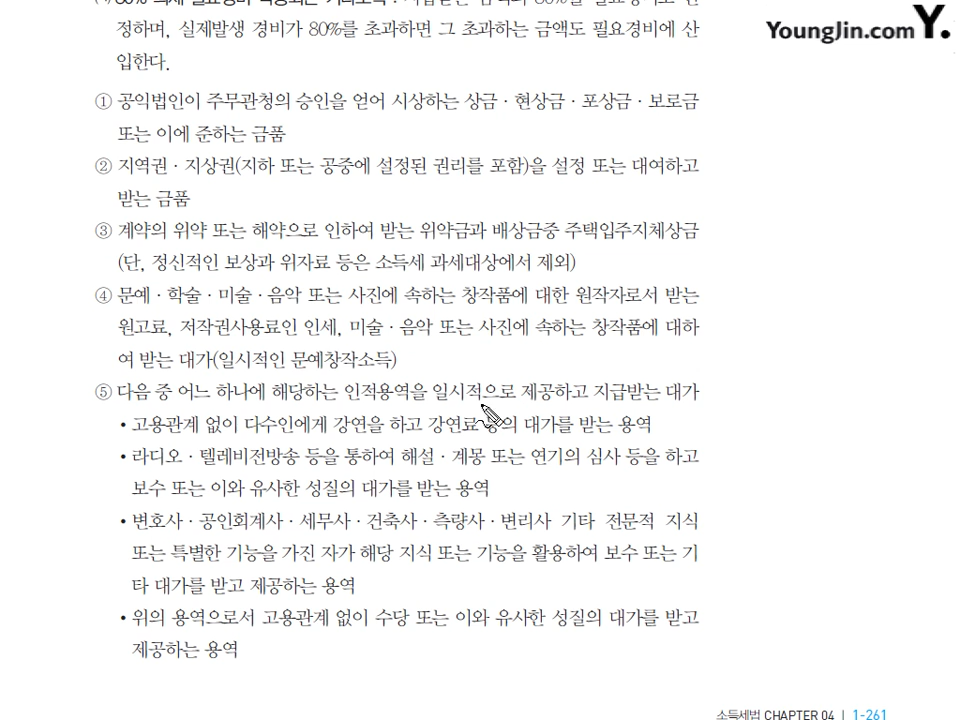 YoungJin.com Y.
정하며, 실제발생 경비가 80%를 초과하면 그 초과하는 금액도 필요경비에 산
입한다.
① 공익법인이 주무관청의 승인을 얻어 시상하는 상금 · 현상금 · 포상금 · 보로금
또는 이에 준하는 금품
② 지역권 · 지상권(지하 또는 공중에 설정된 권리를 포함)을 설정 또는 대여하고
받는 금품
③ 계약의 위약 또는 해약으로 인하여 받는 위약금과 배상금중 주택입주지체상금
(단, 정신적인 보상과 위자료 등은 소득세 과세대상에서 제외)
④ 문예 · 학술 · 미술 · 음악 또는 사진에 속하는 창작품에 대한 원작자로서 받는
원고료, 저작권사용료인 인세, 미술 · 음악 또는 사진에 속하는 창작품에 대하
여 받는 대가(일시적인 문예창작소득)
⑤ 다음 중 어느 하나에 해당하는 인적용역을 일시적으로 제공하고 지급받는 대가
• 고용관계 없이 다수인에게 강연을 하고 강연료 등의 대가를 받는 용역
• 라디오 · 텔레비전방송 등을 통하여 해설 · 계몽 또는 연기의 심사 등을 하고
보수 또는 이와 유사한 성질의 대가를 받는 용역
• 변호사 · 공인회계사 · 세무사 · 건축사 · 측량사 · 변리사 기타 전문적 지식
또는 특별한 기능을 가진 자가 해당 지식 또는 기능을 활용하여 보수 또는 기
타 대가를 받고 제공하는 용역
• 위의 용역으로서 고용관계 없이 수당 또는 이와 유사한 성질의 대가를 받고
제공하는 용역
소득세법 CHAPTER 04 | 1-261